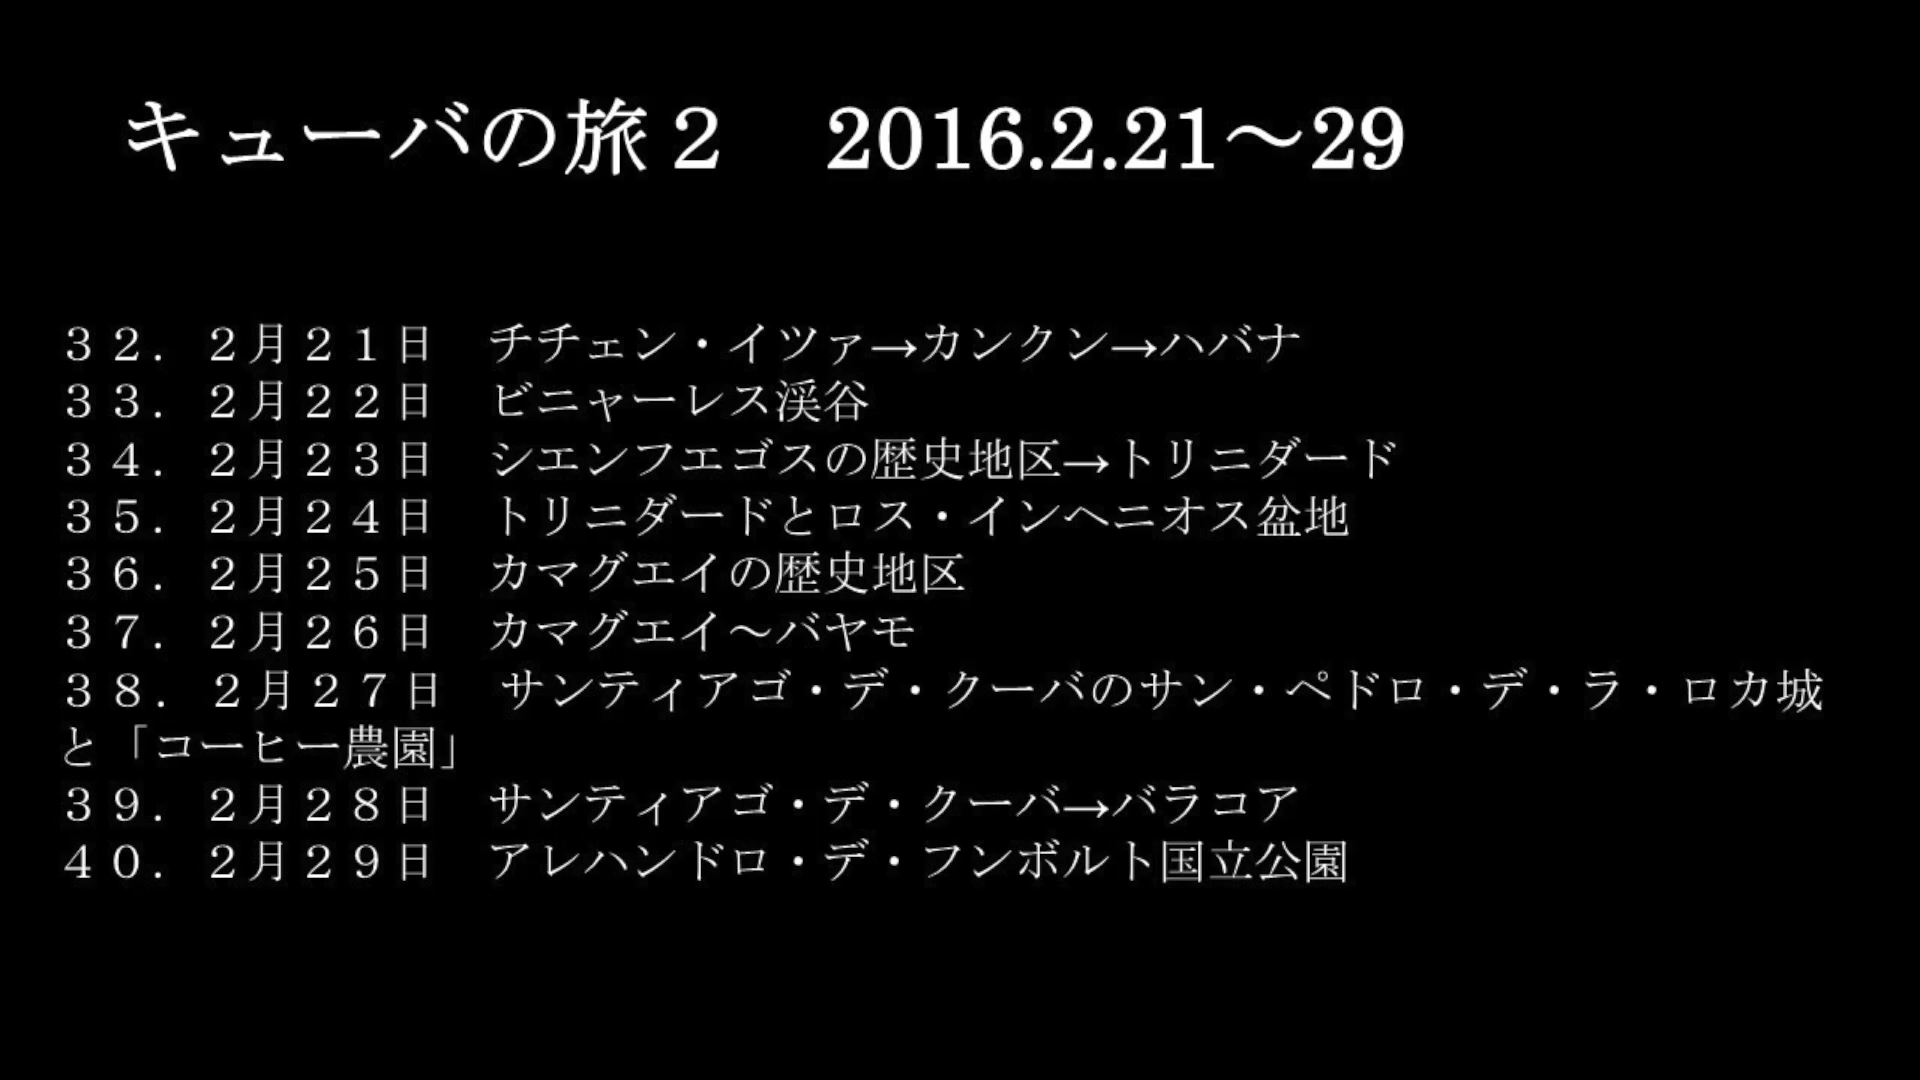 キューバの旅２　2016.2.21～29
３２．２月２１日　チチェン・イツァ→カンクン→ハバナ
３３．２月２２日　ビニャーレス渓谷
３４．２月２３日　シエンフエゴスの歴史地区→トリニダード
３５．２月２４日　トリニダードとロス・インヘニオス盆地
３６．２月２５日　カマグエイの歴史地区
３７．２月２６日　カマグエイ～バヤモ
３８．２月２７日　サンティアゴ・デ・クーバのサン・ペドロ・デ・ラ・ロカ城
と「コーヒー農園」
３９．２月２８日　サンティアゴ・デ・クーバ→バラコア
４０．２月２９日　アレハンドロ・デ・フンボルト国立公園